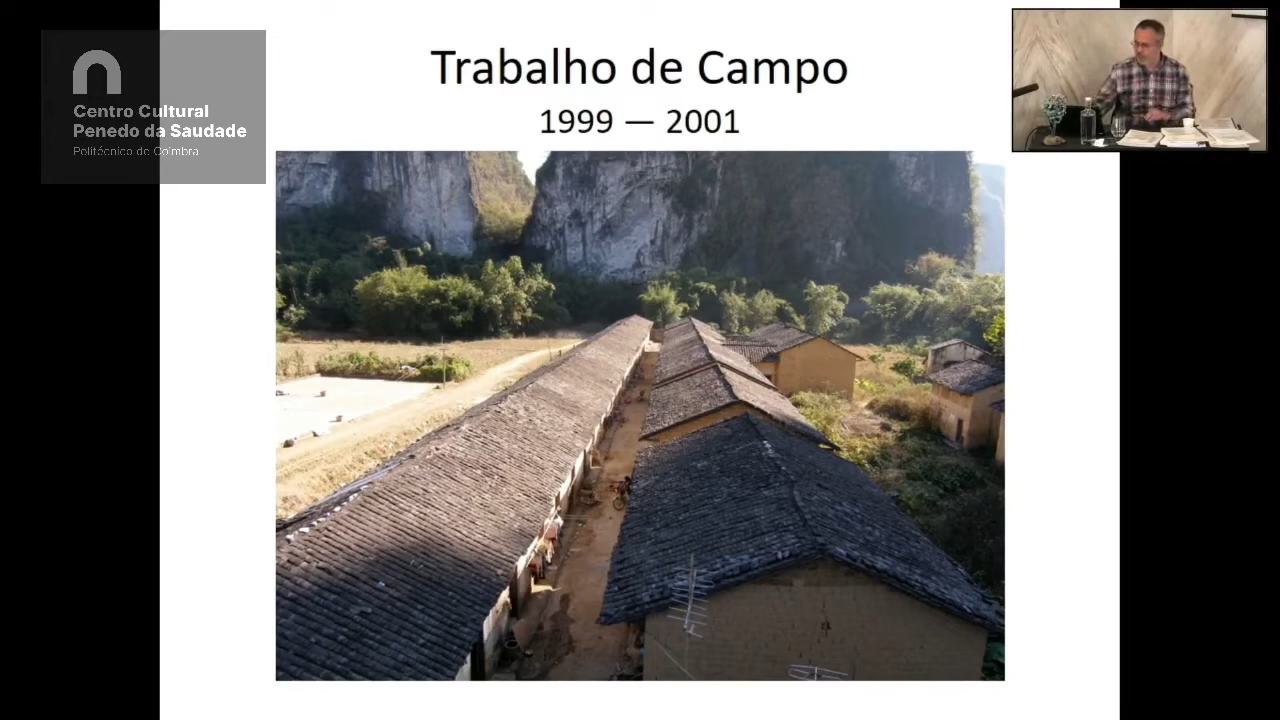 Trabalho de Campo
1999 — 2001
Centro Cultural
Penedo da Saudade
Politécnico de Coimbra